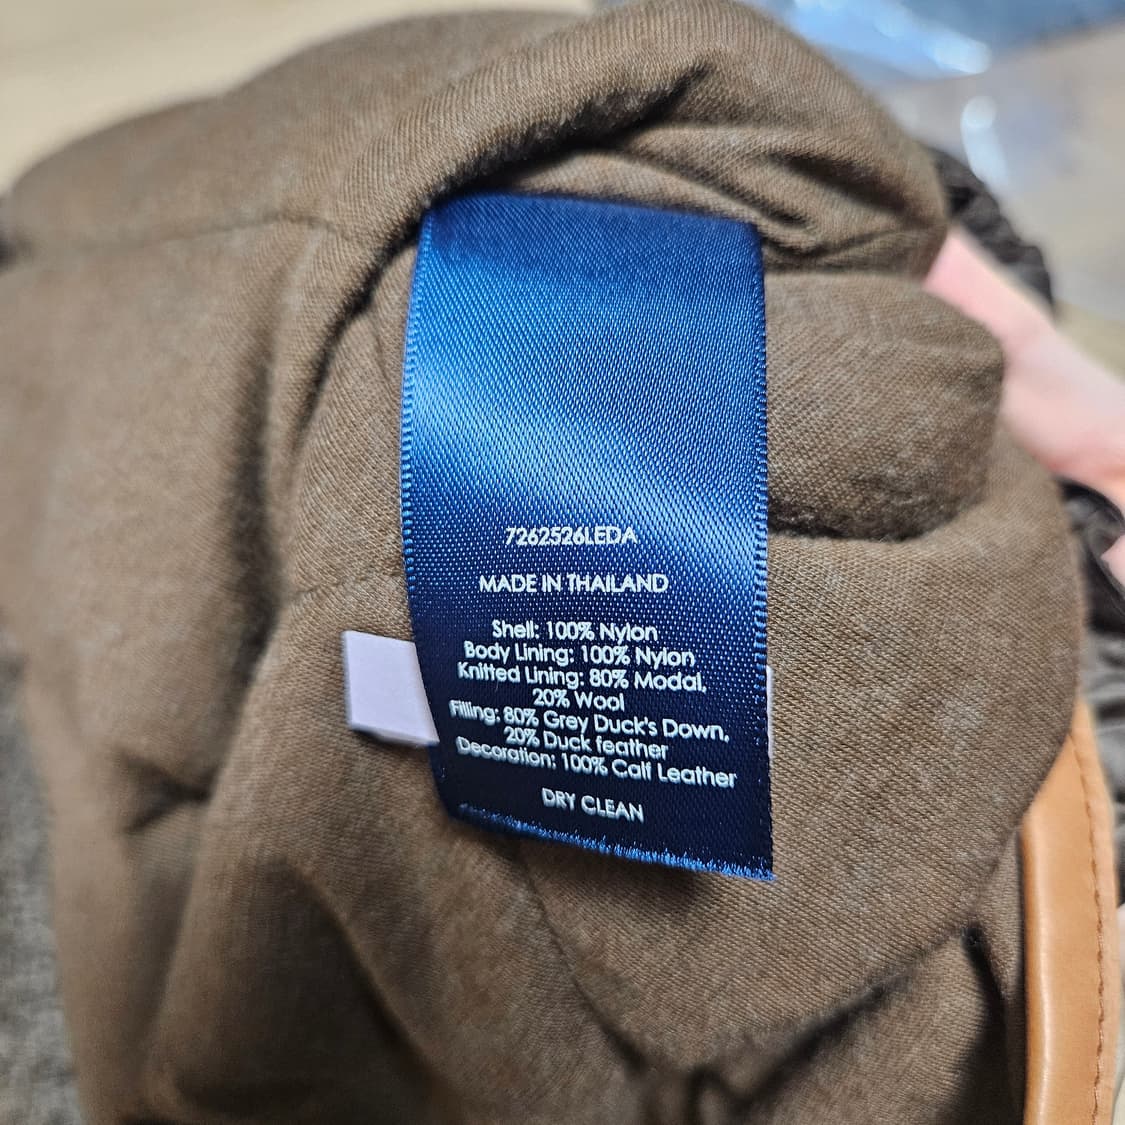 7262526LEDA
MADE IN THAILAND
Shell: 100% Nylon
Body Lining: 100% Nylon
Knitted Lining: 80% Modal,
20% Wool
Filling: 80% Grey Duck's Down,
20% Duck feather
Decoration: 100% Calf Leather
DRY CLEAN